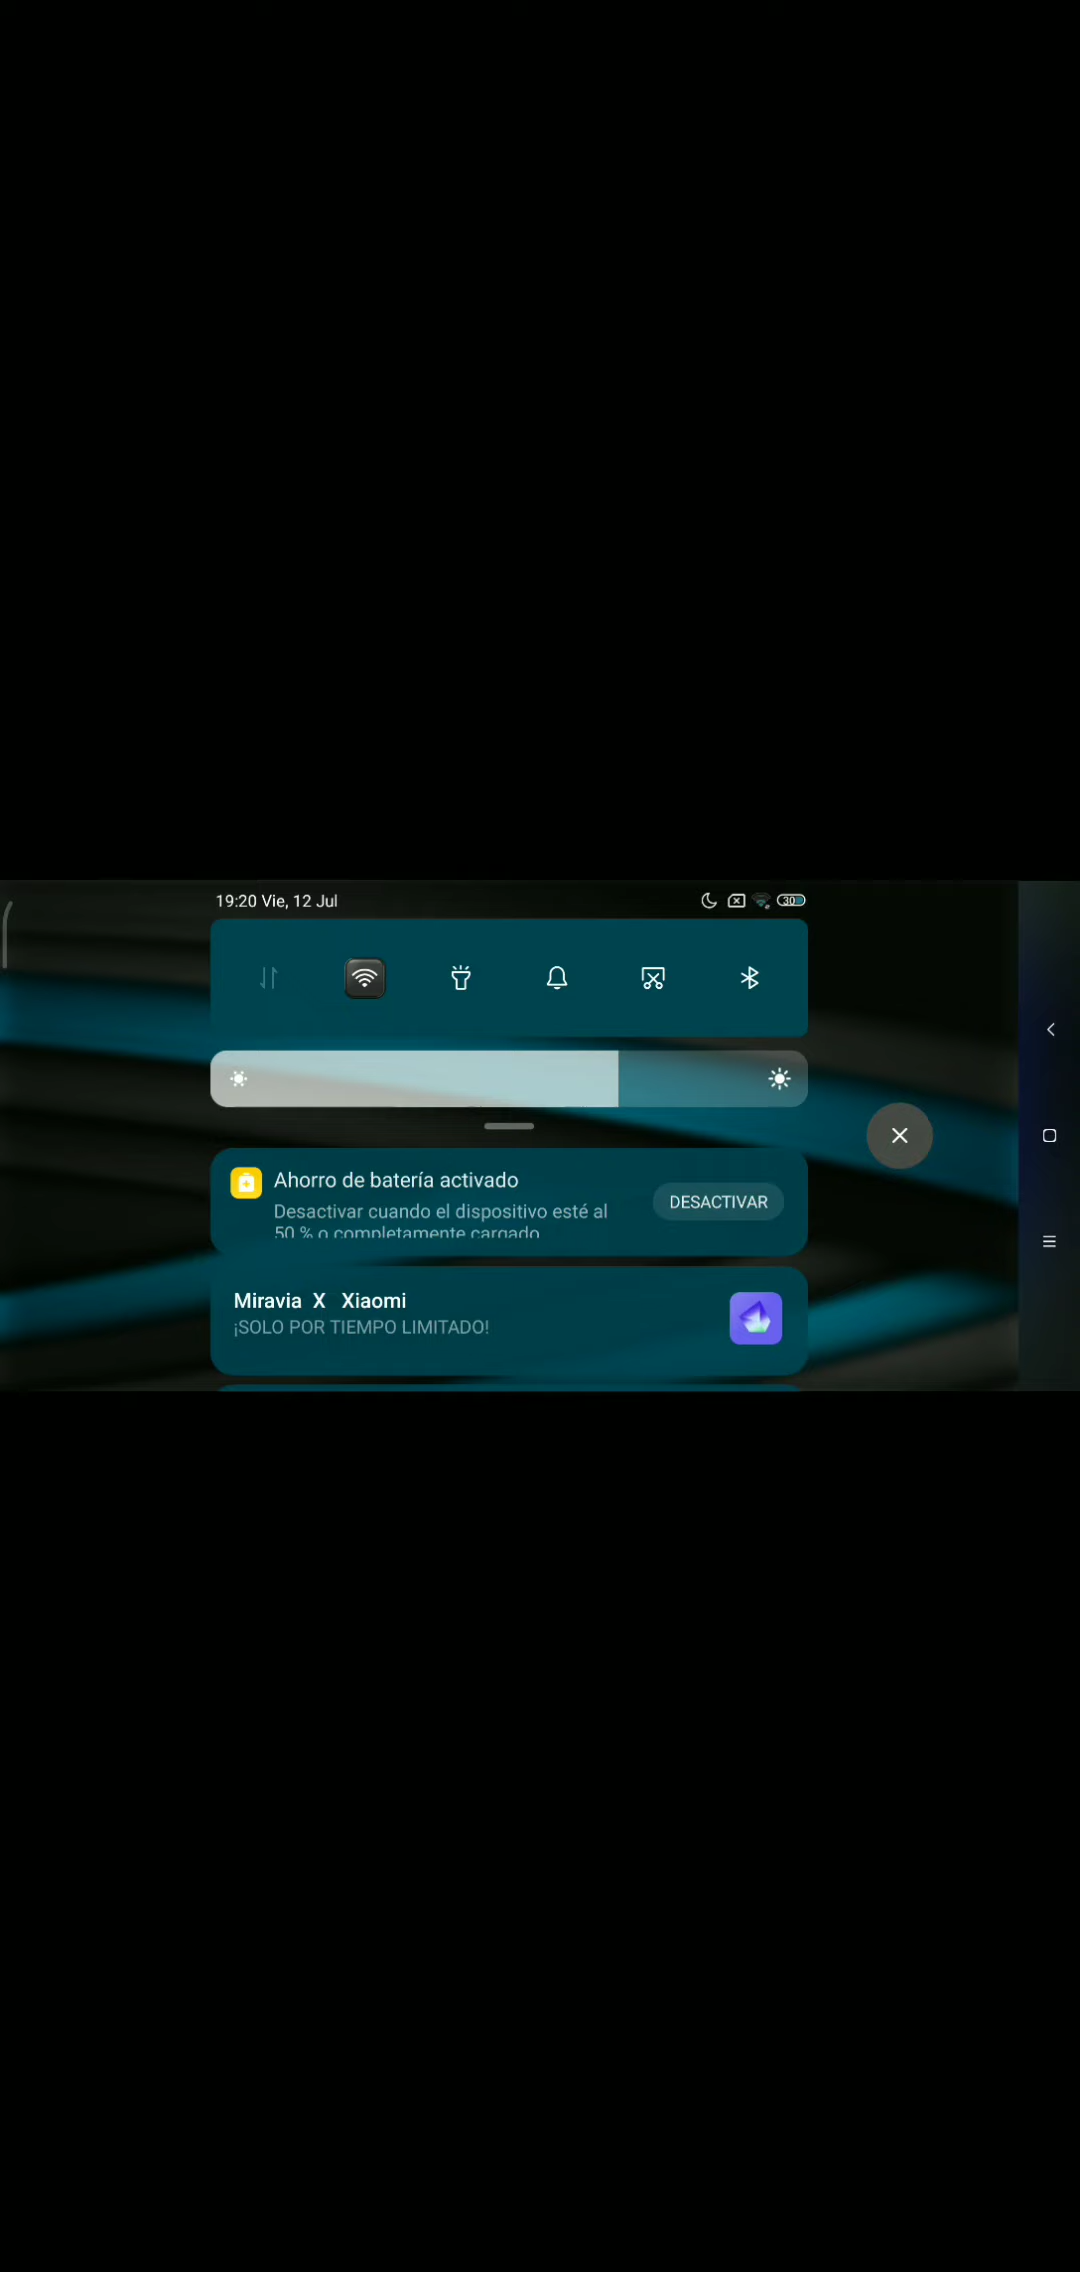 19:20 Vie, 12 Jul
30
Ahorro de batería activado
Desactivar cuando el dispositivo esté al
50 % o completamente cargado
DESACTIVAR
Miravia X Xiaomi
¡SOLO POR TIEMPO LIMITADO!